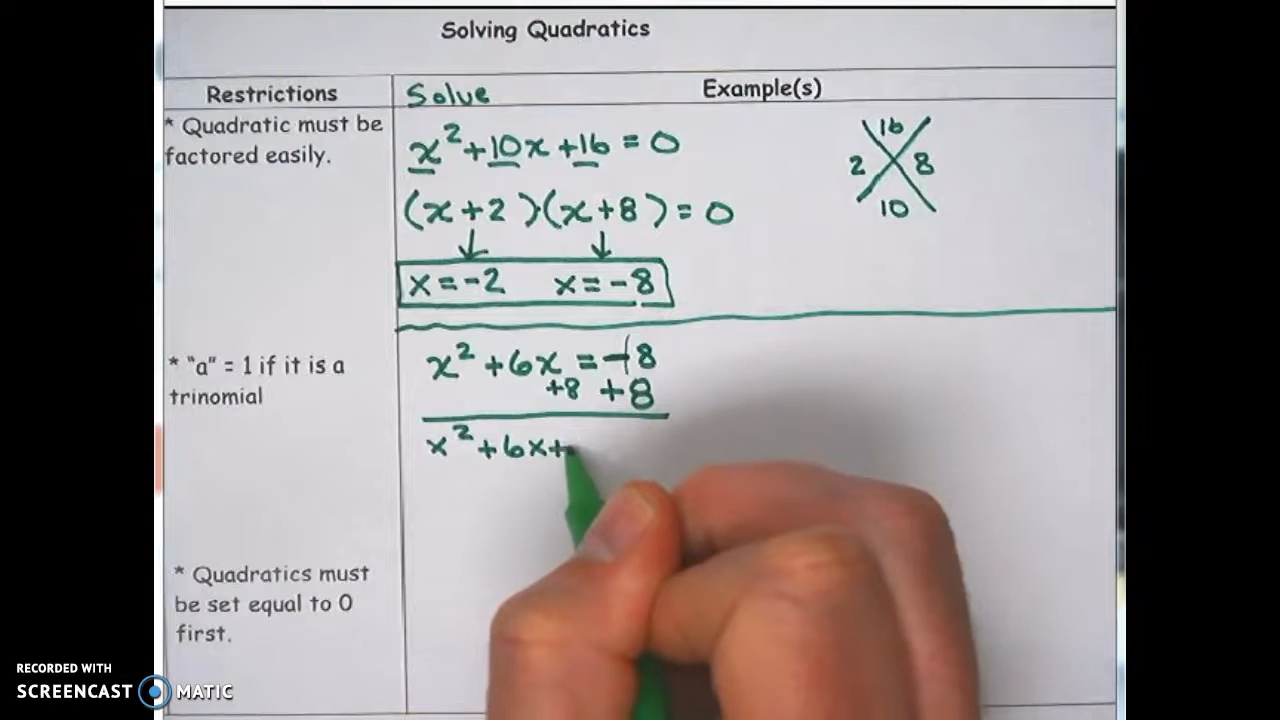 Solving Quadratics
Restrictions
Solve
Example(s)
* Quadratic must be
factored easily.
x² + 10x + 16 = 0
16
2 8
10
(x + 2)·(x + 8) = 0
x = -2 x = -8
* "a" = 1 if it is a
trinomial
x² + 6x = -8
+8 +8
x² + 6x +
* Quadratics must
be set equal to 0
first.
RECORDED WITH
SCREENCAST MATIC